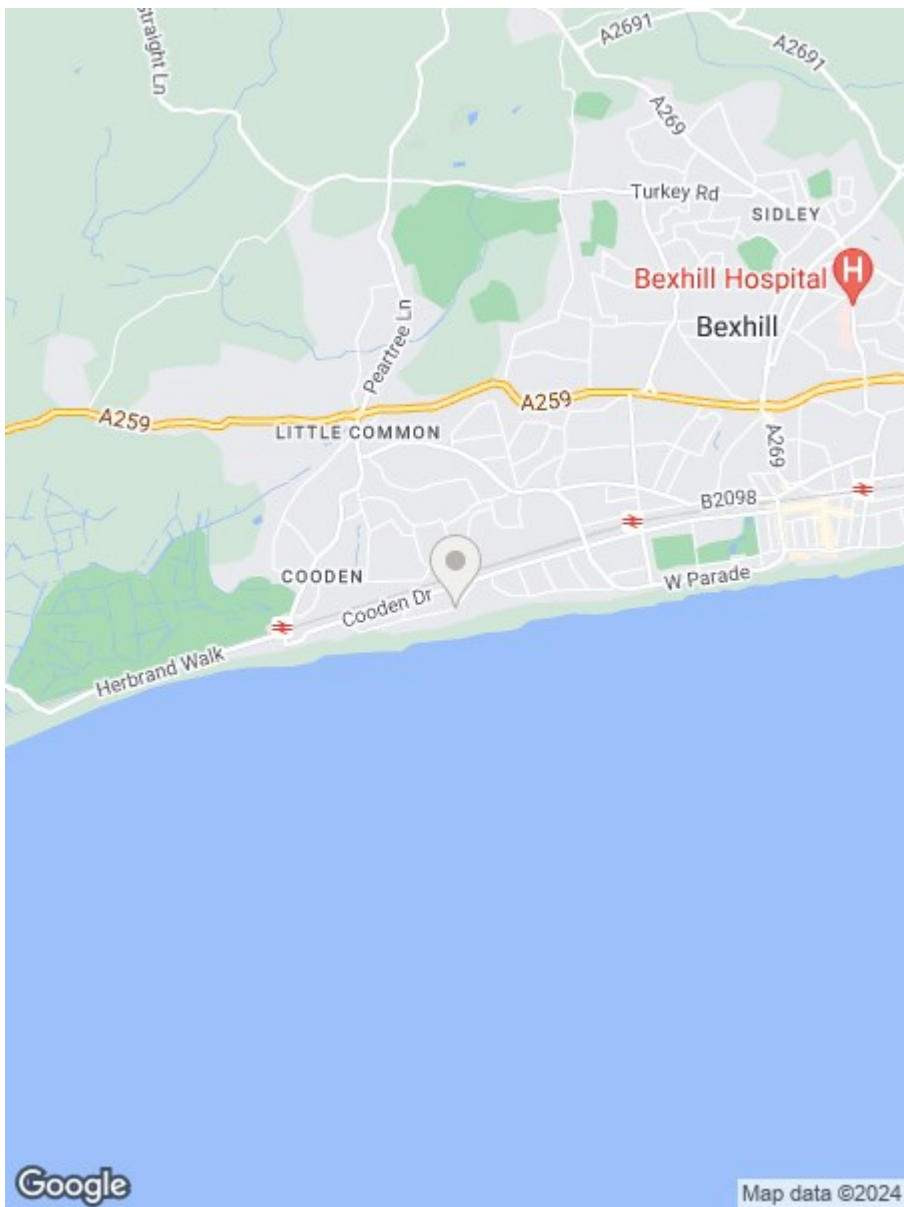 Straight Ln
A2691
A2691
A269
Turkey Rd
SIDLEY
Bexhill Hospital
H
Bexhill
Peartree Ln
A259
A259
LITTLE COMMON
A269
B2098
COODEN
W Parade
Cooden Dr
Herbrand Walk
Google
Map data ©2024